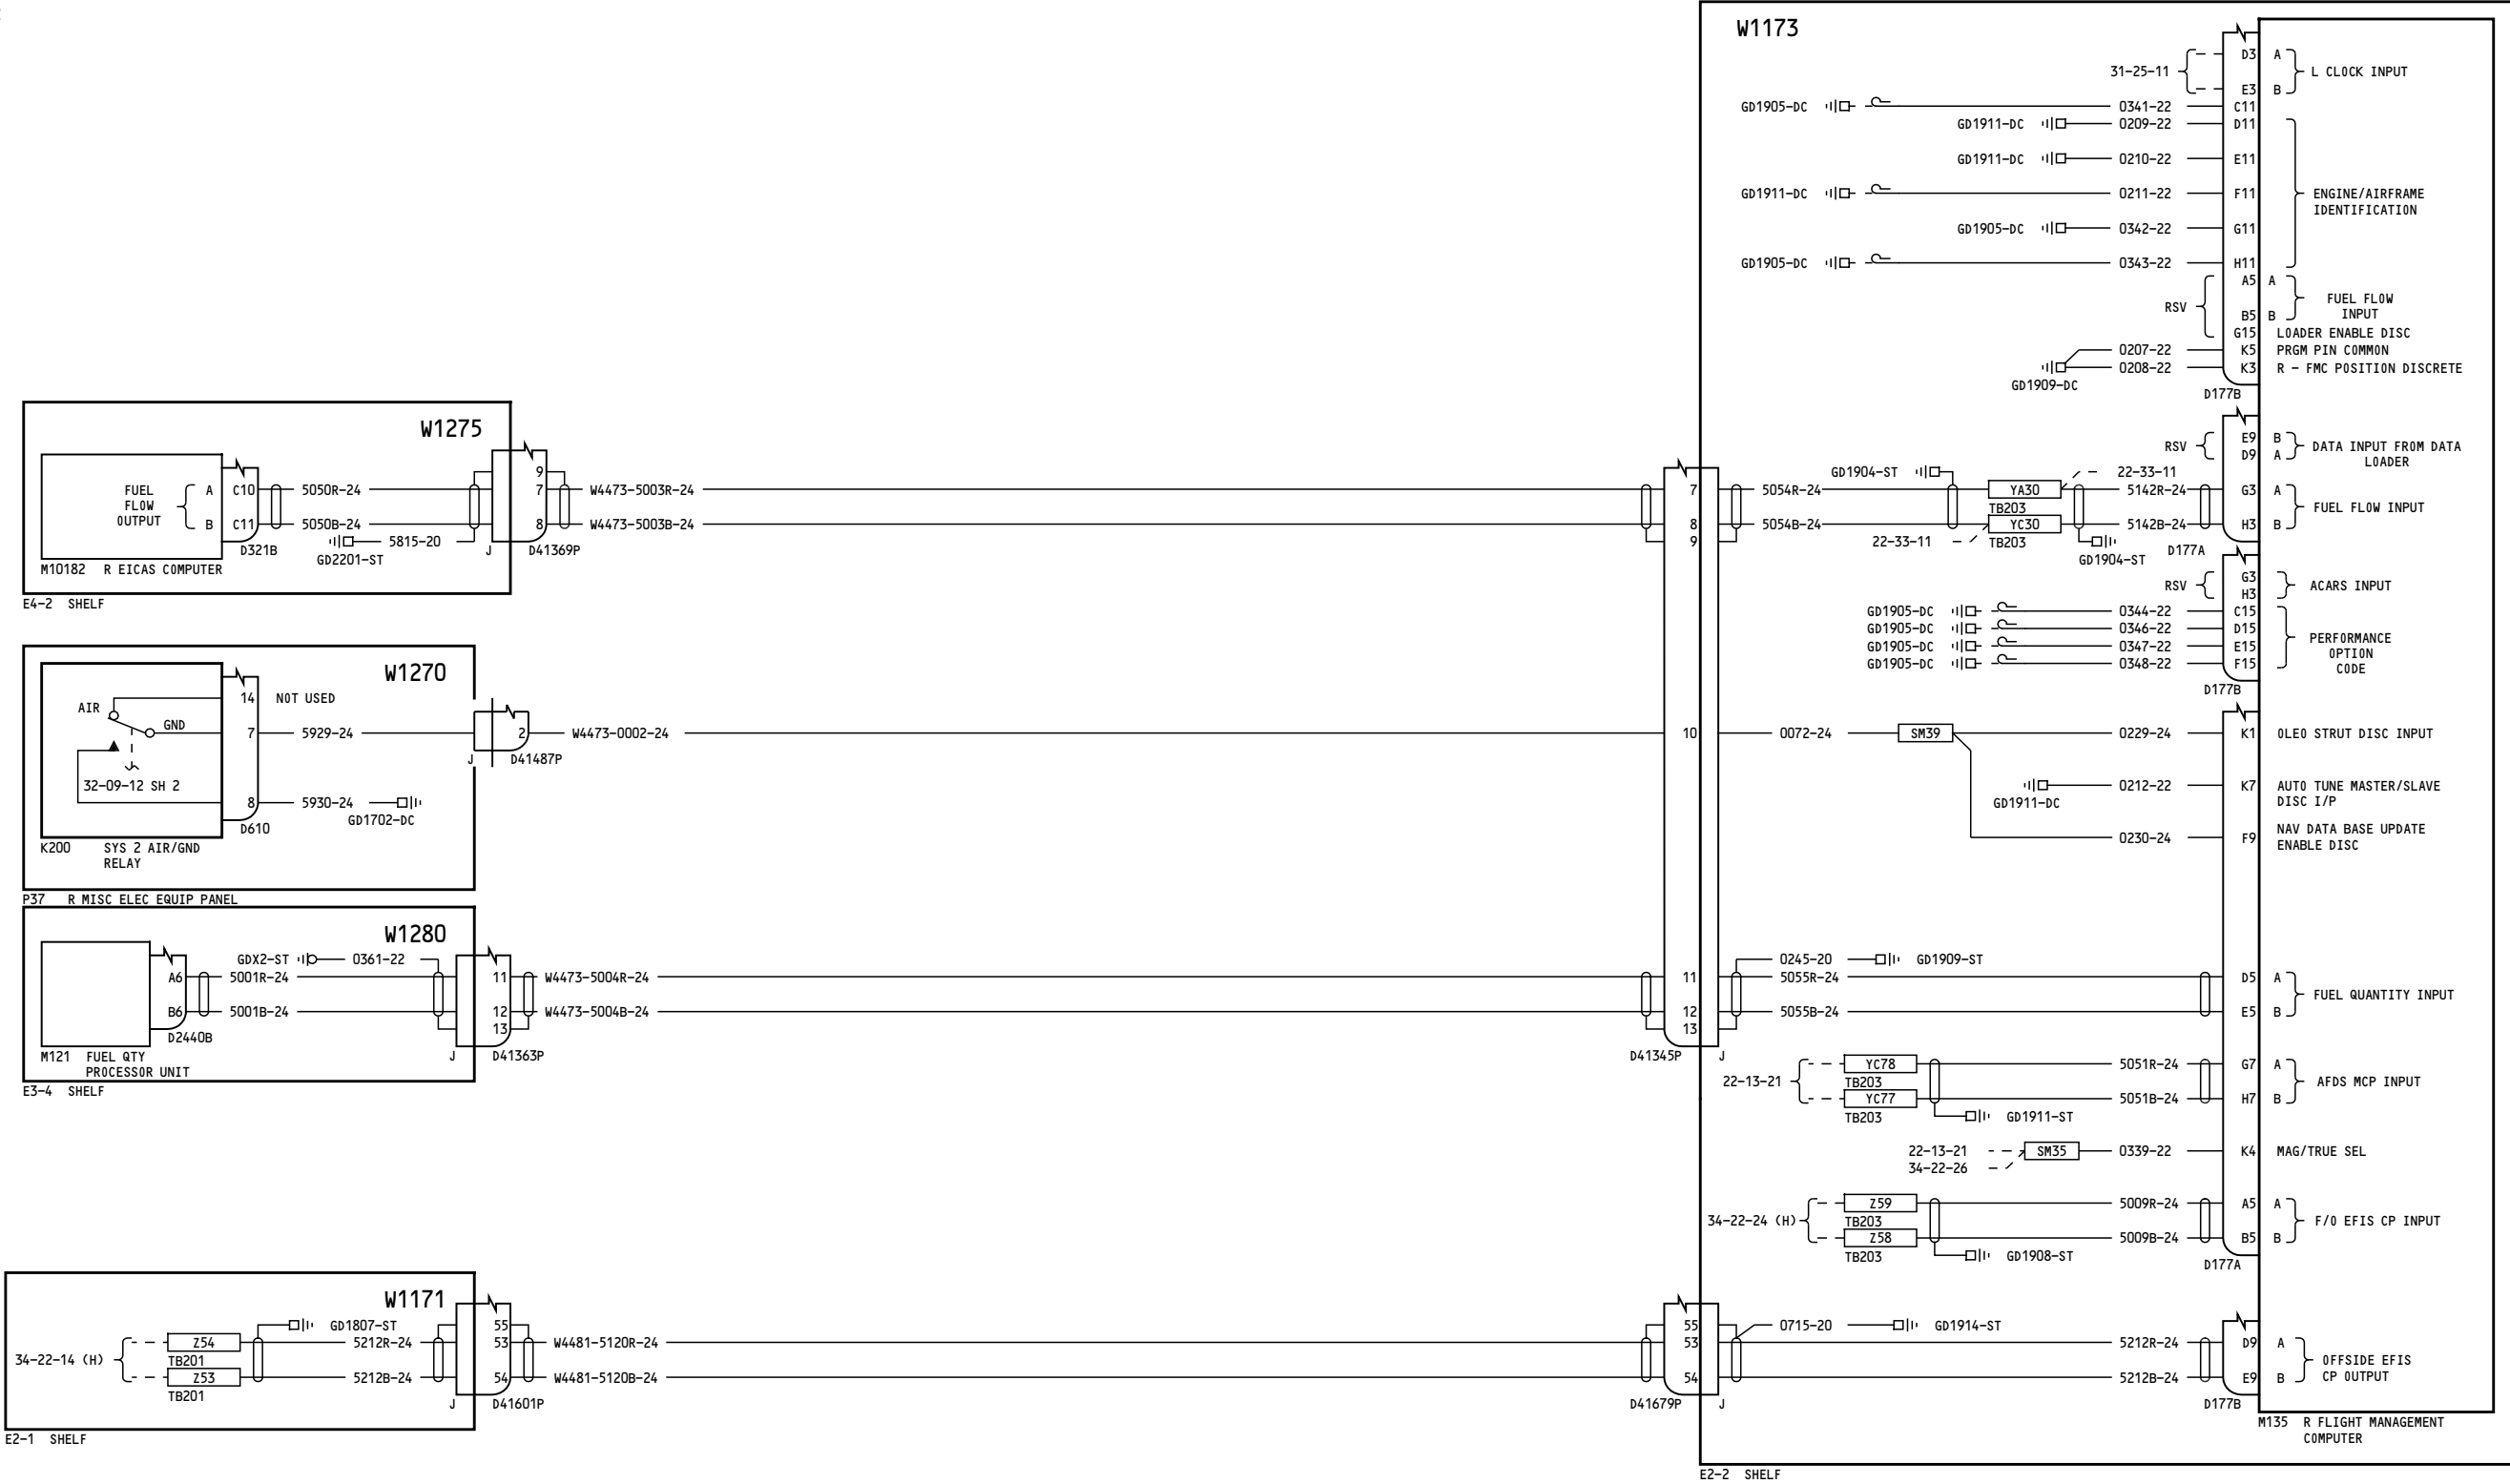 W1275
FUEL
FLOW
OUTPUT
A C10 5050R-24
B C11 5050B-24
D321B
5815-20
GD2201-ST
M10182 R EICAS COMPUTER
E4-2 SHELF
9
7 W4473-5003R-24
8 W4473-5003B-24
J D41369P
W1270
AIR
GND
14 NOT USED
7 5929-24
32-09-12 SH 2
8 5930-24
GD1702-DC
D610
K200 SYS 2 AIR/GND
RELAY
P37 R MISC ELEC EQUIP PANEL
2 W4473-0002-24
J D41487P
W1280
GDX2-ST 0361-22
A6 5001R-24
B6 5001B-24
D2440B
M121 FUEL QTY
PROCESSOR UNIT
E3-4 SHELF
11 W4473-5004R-24
12 W4473-5004B-24
13
J D41363P
W1171
GD1807-ST
34-22-14 (H)
Z54 5212R-24
TB201
Z53 5212B-24
TB201
E2-1 SHELF
55
53 W4481-5120R-24
54 W4481-5120B-24
J D41601P
W1173
31-25-11
D3 A
L CLOCK INPUT
E3 B
GD1905-DC 0341-22 C11
GD1911-DC 0209-22 D11
GD1911-DC 0210-22 E11
GD1911-DC 0211-22 F11
ENGINE/AIRFRAME
IDENTIFICATION
GD1905-DC 0342-22 G11
GD1905-DC 0343-22 H11
RSV
A5 A
FUEL FLOW
INPUT
B5 B
G15 LOADER ENABLE DISC
0207-22 K5 PRGM PIN COMMON
0208-22 K3 R - FMC POSITION DISCRETE
GD1909-DC
D177B
RSV
E9 B
D9 A
DATA INPUT FROM DATA
LOADER
GD1904-ST
22-33-11
7 5054R-24 YA30 5142R-24 G3 A
TB203
FUEL FLOW INPUT
8 5054B-24 YC30 5142B-24 H3 B
9
22-33-11
TB203
D177A
GD1904-ST
RSV
G3
H3
ACARS INPUT
GD1905-DC 0344-22 C15
GD1905-DC 0346-22 D15
GD1905-DC 0347-22 E15
GD1905-DC 0348-22 F15
PERFORMANCE
OPTION
CODE
D177B
10 0072-24 SM39 0229-24 K1 OLEO STRUT DISC INPUT
0212-22 K7 AUTO TUNE MASTER/SLAVE
DISC I/P
GD1911-DC
0230-24 F9 NAV DATA BASE UPDATE
ENABLE DISC
0245-20 GD1909-ST
11 5055R-24 D5 A
FUEL QUANTITY INPUT
12 5055B-24 E5 B
13
D41345P J
22-13-21
YC78 5051R-24 G7 A
TB203
AFDS MCP INPUT
YC77 5051B-24 H7 B
TB203
GD1911-ST
22-13-21
34-22-26
SM35 0339-22 K4 MAG/TRUE SEL
34-22-24 (H)
Z59 5009R-24 A5 A
TB203
F/O EFIS CP INPUT
Z58 5009B-24 B5 B
TB203
GD1908-ST
D177A
55 0715-20 GD1914-ST
53 5212R-24 D9 A
OFFSIDE EFIS
CP OUTPUT
54 5212B-24 E9 B
D41679P J
D177B
M135 R FLIGHT MANAGEMENT
COMPUTER
E2-2 SHELF